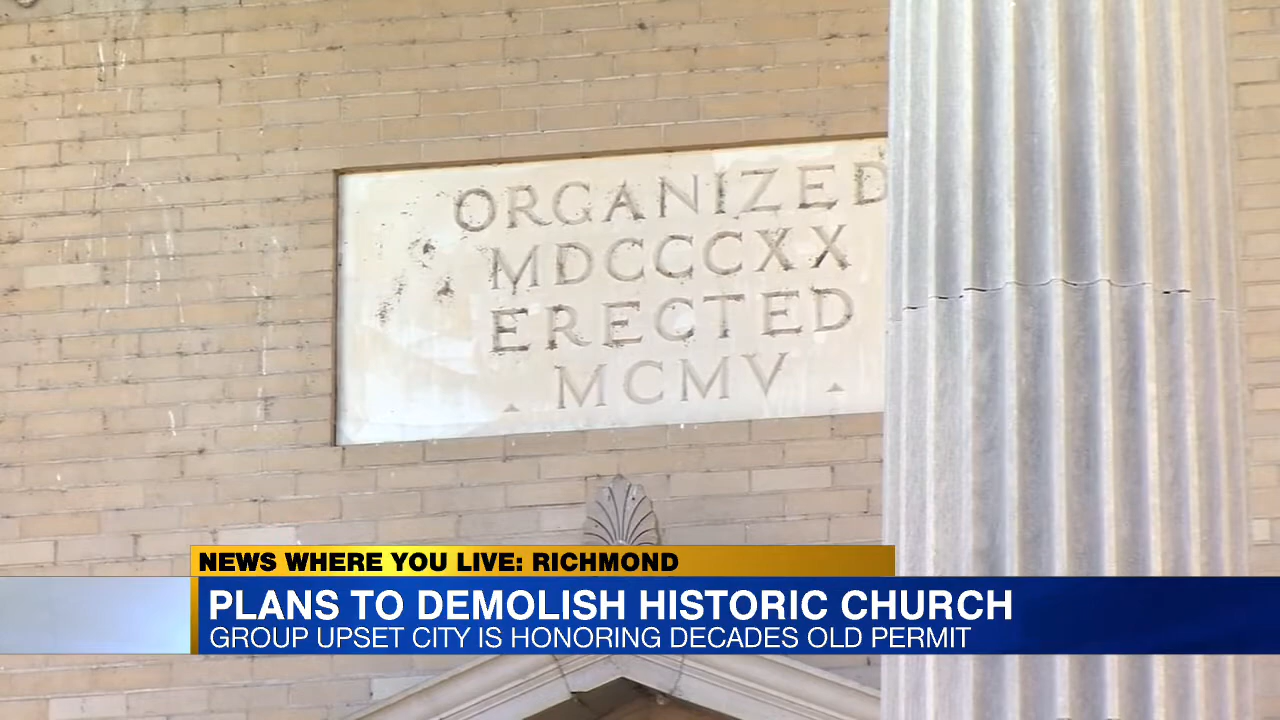 ORGANIZED
MDCCCXX
ERECTED
MCMV
NEWS WHERE YOU LIVE: RICHMOND
PLANS TO DEMOLISH HISTORIC CHURCH
GROUP UPSET CITY IS HONORING DECADES OLD PERMIT